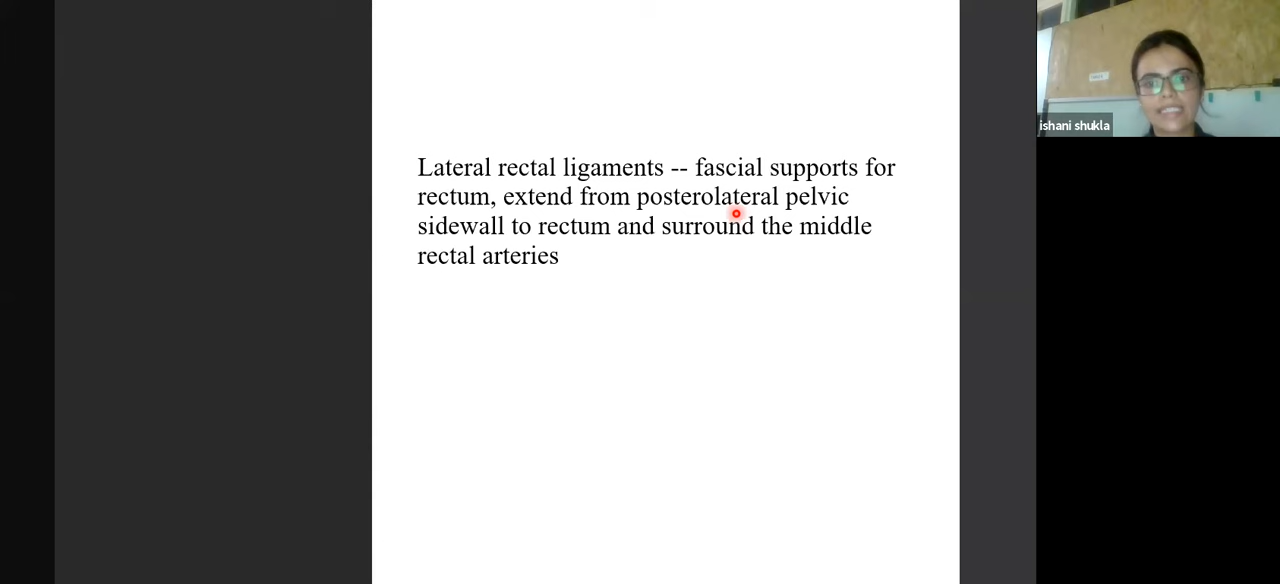 Lateral rectal ligaments -- fascial supports for
rectum, extend from posterolateral pelvic
sidewall to rectum and surround the middle
rectal arteries
ishani shukla